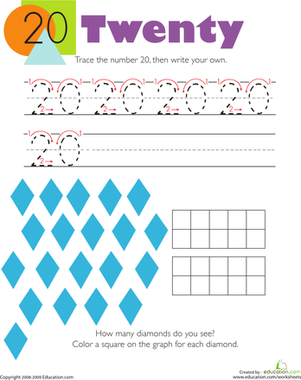 20 Twenty
Trace the number 20, then write your own.
20 20 20 20
20
How many diamonds do you see?
Color a square on the graph for each diamond.
Copyright 2008-2009 Education.com
Created by :
education.com
www.education.com/worksheets